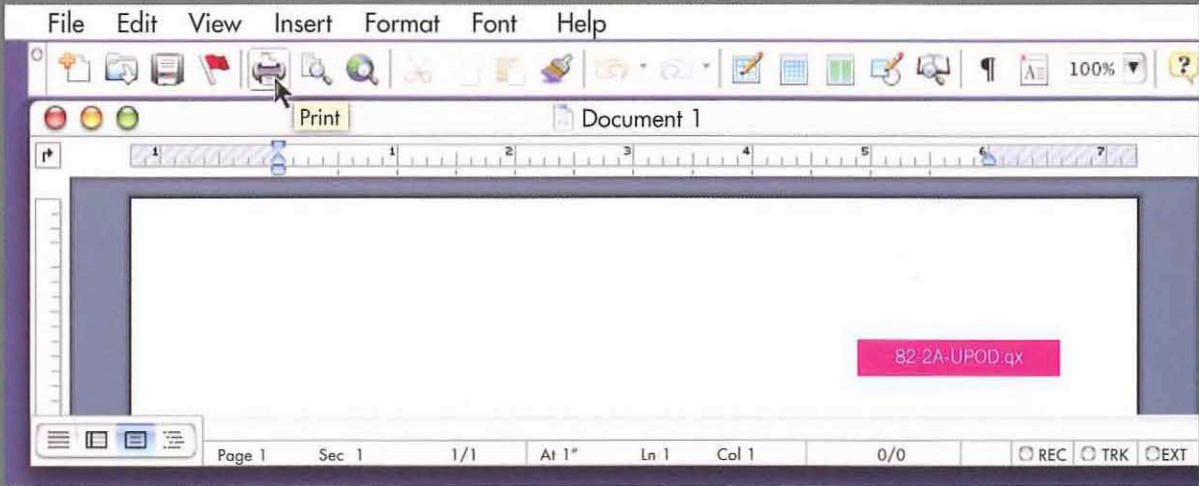 File Edit View Insert Format Font Help
100%
Print
Document 1
1 1 2 3 4 5 6 7
82-2A-UPOD.qx
Page 1 Sec 1 1/1 At 1" Ln 1 Col 1 0/0 REC TRK EXT